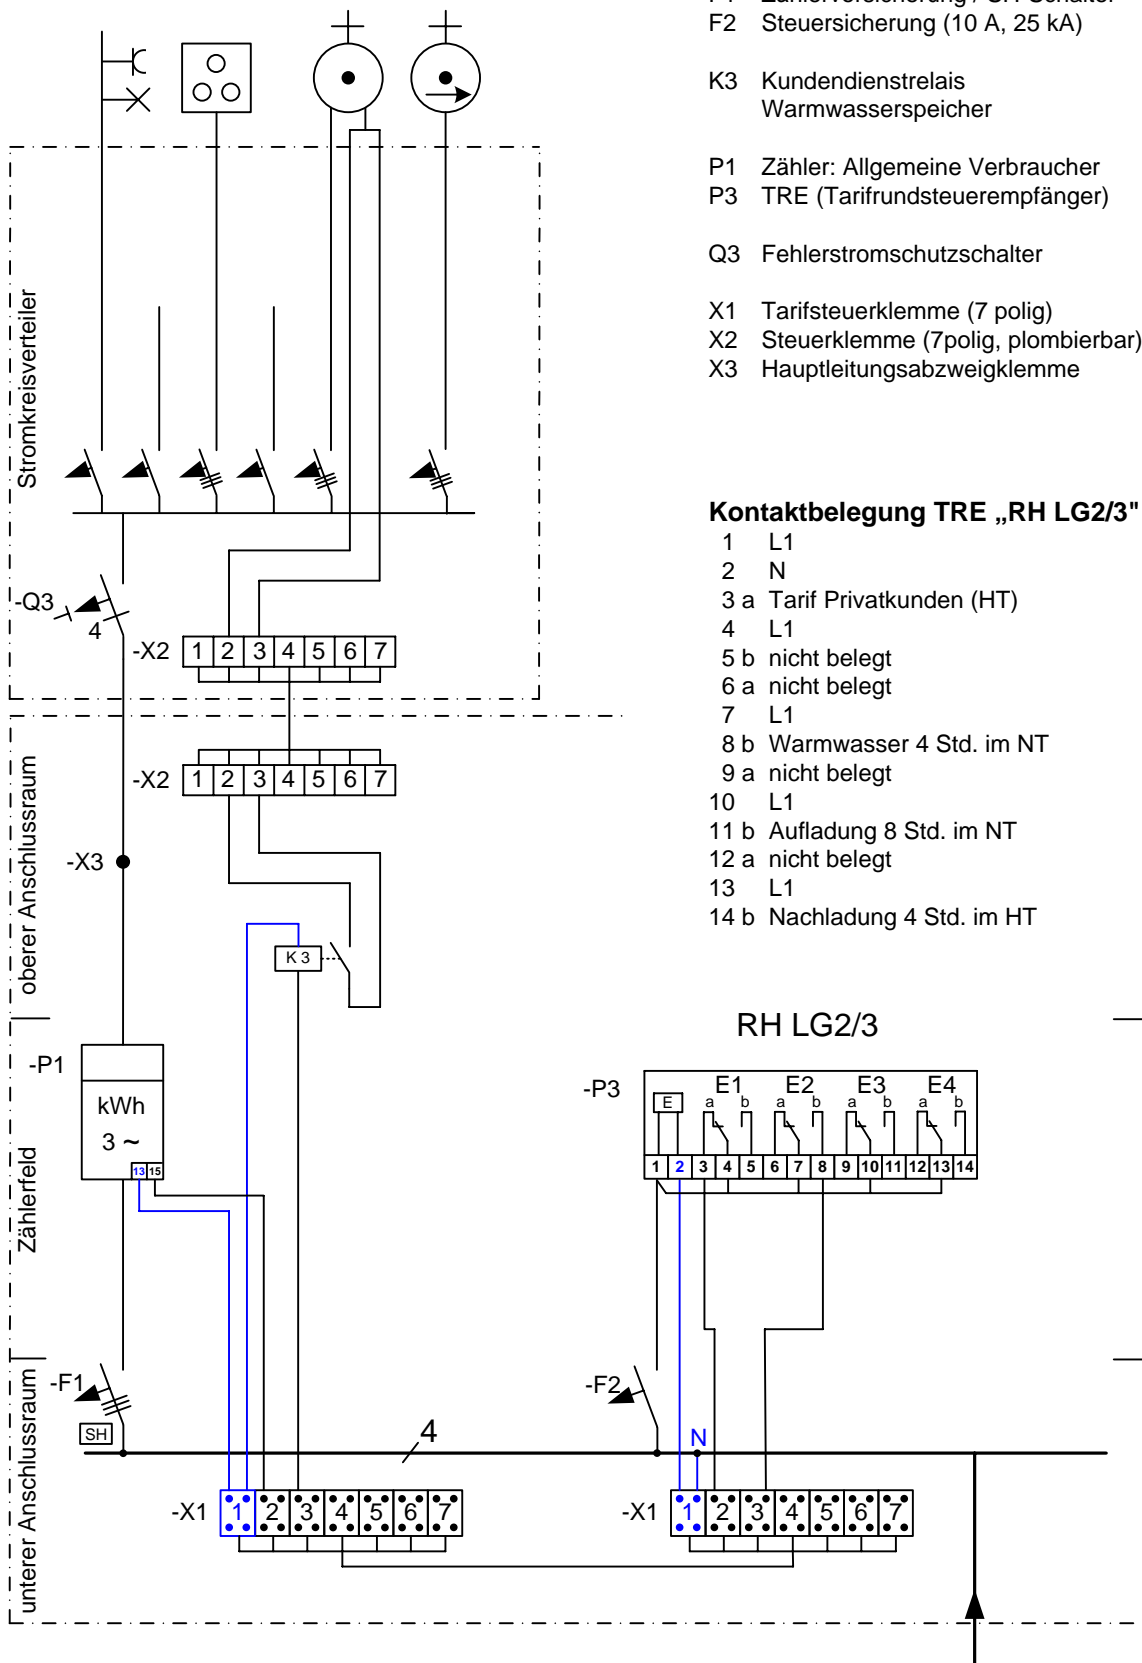 F2 Steuersicherung (10 A, 25 kA)
K3 Kundendienstrelais
Warmwasserspeicher
P1 Zähler: Allgemeine Verbraucher
P3 TRE (Tarifrundsteuerempfänger)
Q3 Fehlerstromschutzschalter
X1 Tarifsteuerklemme (7 polig)
X2 Steuerklemme (7polig, plombierbar)
X3 Hauptleitungsabzweigklemme
Kontaktbelegung TRE „RH LG2/3"
1 L1
2 N
3 a Tarif Privatkunden (HT)
4 L1
5 b nicht belegt
6 a nicht belegt
7 L1
8 b Warmwasser 4 Std. im NT
9 a nicht belegt
10 L1
11 b Aufladung 8 Std. im NT
12 a nicht belegt
13 L1
14 b Nachladung 4 Std. im HT
Stromkreisverteiler
-Q3
4
-X2 1 2 3 4 5 6 7
oberer Anschlussraum
-X2 1 2 3 4 5 6 7
-X3
K 3
Zählerfeld
-P1
kWh
3 ~
13 15
RH LG2/3
-P3
E
E1 E2 E3 E4
a b a b a b a b
1 2 3 4 5 6 7 8 9 10 11 12 13 14
unterer Anschlussraum
-F1
SH
-F2
4
N
-X1 1 2 3 4 5 6 7
-X1 1 2 3 4 5 6 7